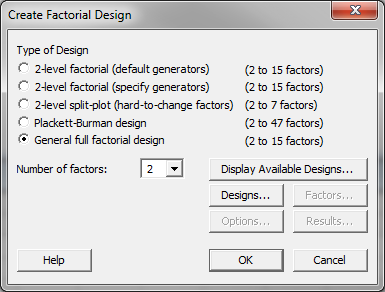 Create Factorial Design
Type of Design
2-level factorial (default generators) (2 to 15 factors)
2-level factorial (specify generators) (2 to 15 factors)
2-level split-plot (hard-to-change factors) (2 to 7 factors)
Plackett-Burman design (2 to 47 factors)
General full factorial design (2 to 15 factors)
Number of factors: 2 Display Available Designs...
Designs... Factors...
Options... Results...
Help OK Cancel